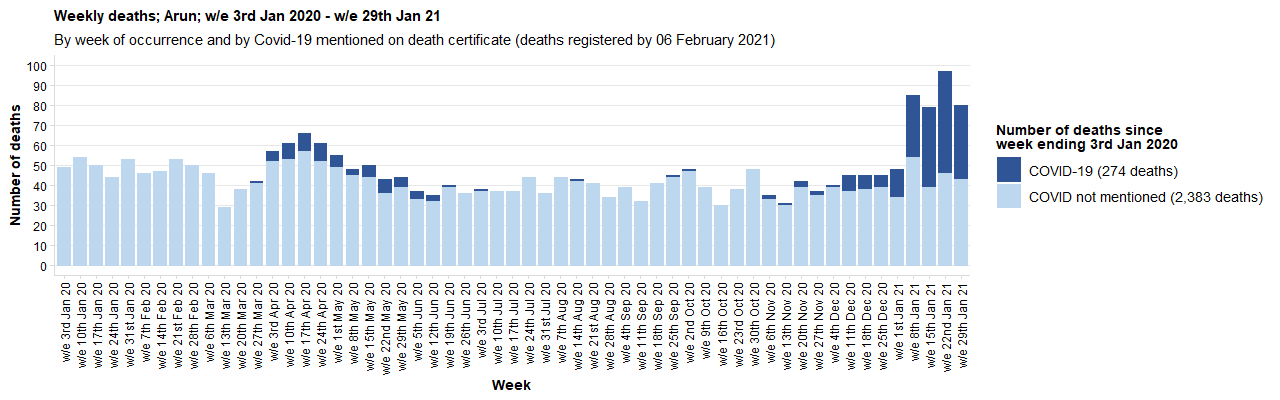 Weekly deaths; Arun; w/e 3rd Jan 2020 - w/e 29th Jan 21
By week of occurrence and by Covid-19 mentioned on death certificate (deaths registered by 06 February 2021)
Number of deaths
100
90
80
70
60
50
40
30
20
10
0
w/e 3rd Jan 20
w/e 10th Jan 20
w/e 17th Jan 20
w/e 24th Jan 20
w/e 31st Jan 20
w/e 7th Feb 20
w/e 14th Feb 20
w/e 21st Feb 20
w/e 28th Feb 20
w/e 6th Mar 20
w/e 13th Mar 20
w/e 20th Mar 20
w/e 27th Mar 20
w/e 3rd Apr 20
w/e 10th Apr 20
w/e 17th Apr 20
w/e 24th Apr 20
w/e 1st May 20
w/e 8th May 20
w/e 15th May 20
w/e 22nd May 20
w/e 29th May 20
w/e 5th Jun 20
w/e 12th Jun 20
w/e 19th Jun 20
w/e 26th Jun 20
w/e 3rd Jul 20
w/e 10th Jul 20
w/e 17th Jul 20
w/e 24th Jul 20
w/e 31st Jul 20
w/e 7th Aug 20
w/e 14th Aug 20
w/e 21st Aug 20
w/e 28th Aug 20
w/e 4th Sep 20
w/e 11th Sep 20
w/e 18th Sep 20
w/e 25th Sep 20
w/e 2nd Oct 20
w/e 9th Oct 20
w/e 16th Oct 20
w/e 23rd Oct 20
w/e 30th Oct 20
w/e 6th Nov 20
w/e 13th Nov 20
w/e 20th Nov 20
w/e 27th Nov 20
w/e 4th Dec 20
w/e 11th Dec 20
w/e 18th Dec 20
w/e 25th Dec 20
w/e 1st Jan 21
w/e 8th Jan 21
w/e 15th Jan 21
w/e 22nd Jan 21
w/e 29th Jan 21
Week
Number of deaths since
week ending 3rd Jan 2020
COVID-19 (274 deaths)
COVID not mentioned (2,383 deaths)